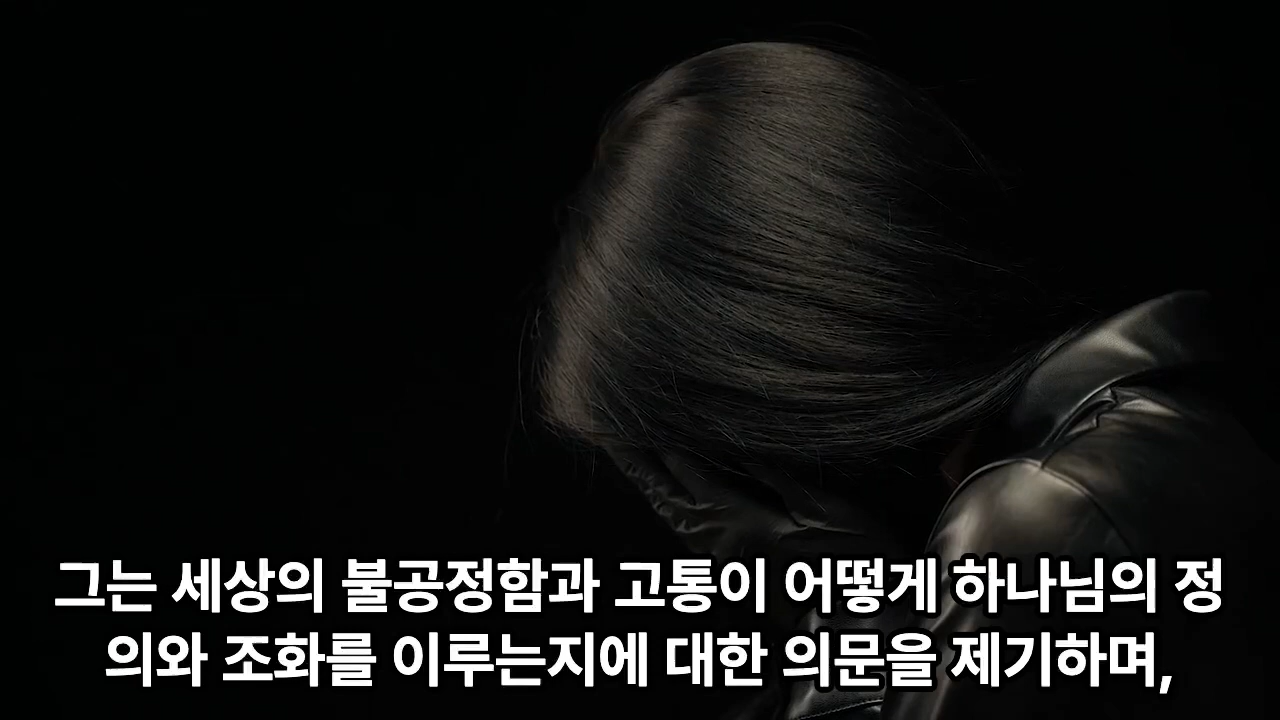 그는 세상의 불공정함과 고통이 어떻게 하나님의 정
의와 조화를 이루는지에 대한 의문을 제기하며,